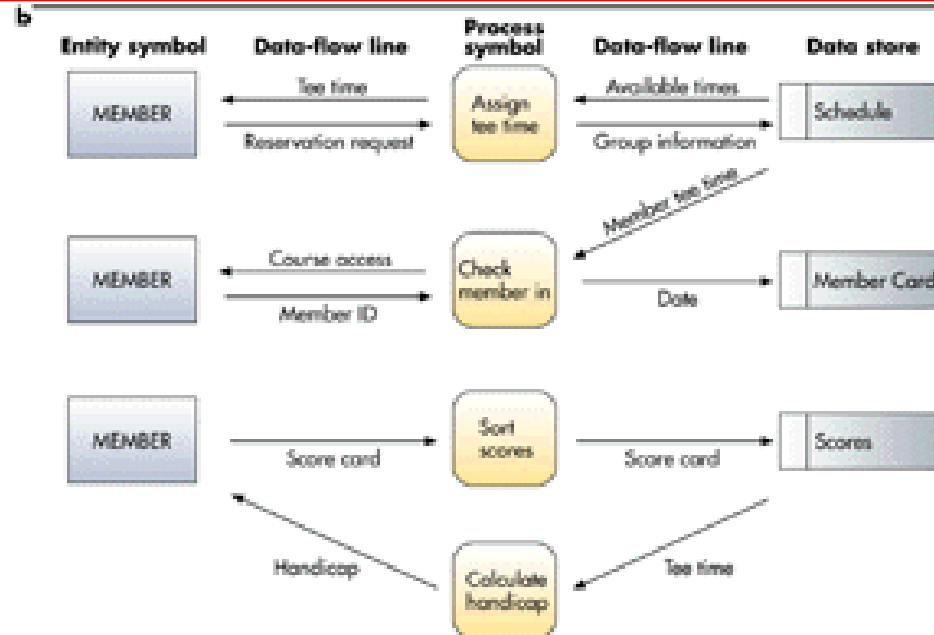 b
Entity symbol
Data-flow line
Process
symbol
Data-flow line
Data store
MEMBER
Tee time
Reservation request
Assign
tee time
Available times
Group information
Schedule
Member tee time
MEMBER
Course access
Member ID
Check
member in
Date
Member Card
MEMBER
Score card
Sort
scores
Score card
Scores
Handicap
Calculate
handicap
Tee time